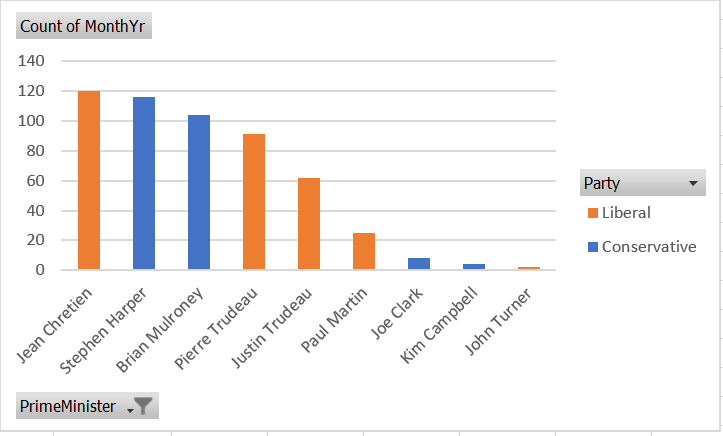 Count of MonthYr
140
120
100
80
60
40
20
0
Jean Chretien
Stephen Harper
Brian Mulroney
Pierre Trudeau
Justin Trudeau
Paul Martin
Joe Clark
Kim Campbell
John Turner
Party
Liberal
Conservative
PrimeMinister